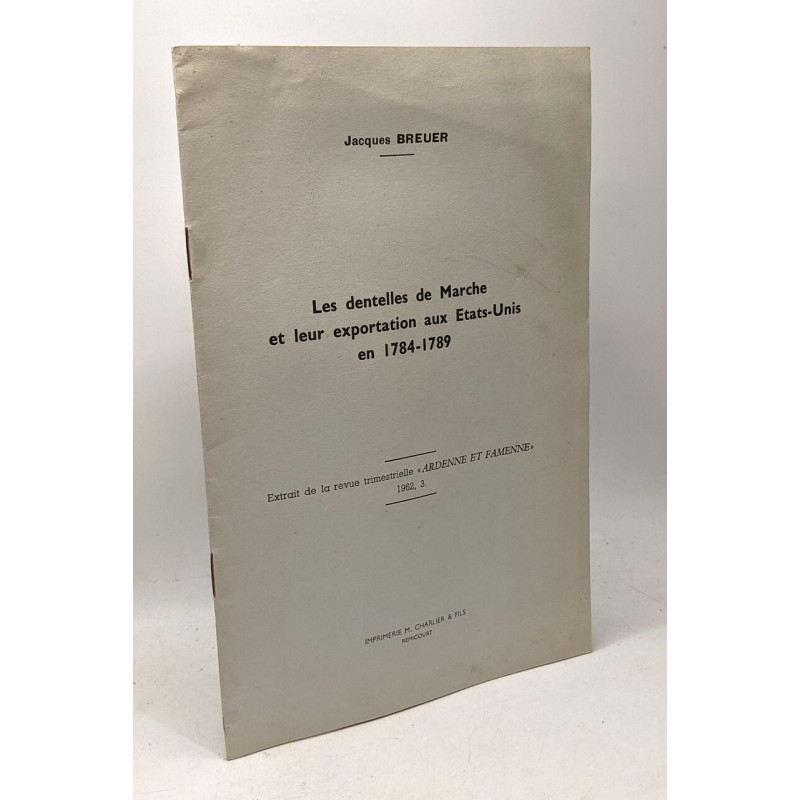 Jacques BREUER
Les dentelles de Marche
et leur exportation aux Etats-Unis
en 1784-1789
Extrait de la revue trimestrielle «ARDENNE ET FAMENNE»
1962, 3.
IMPRIMERIE M. CHARLIER & FILS
REMICOURT